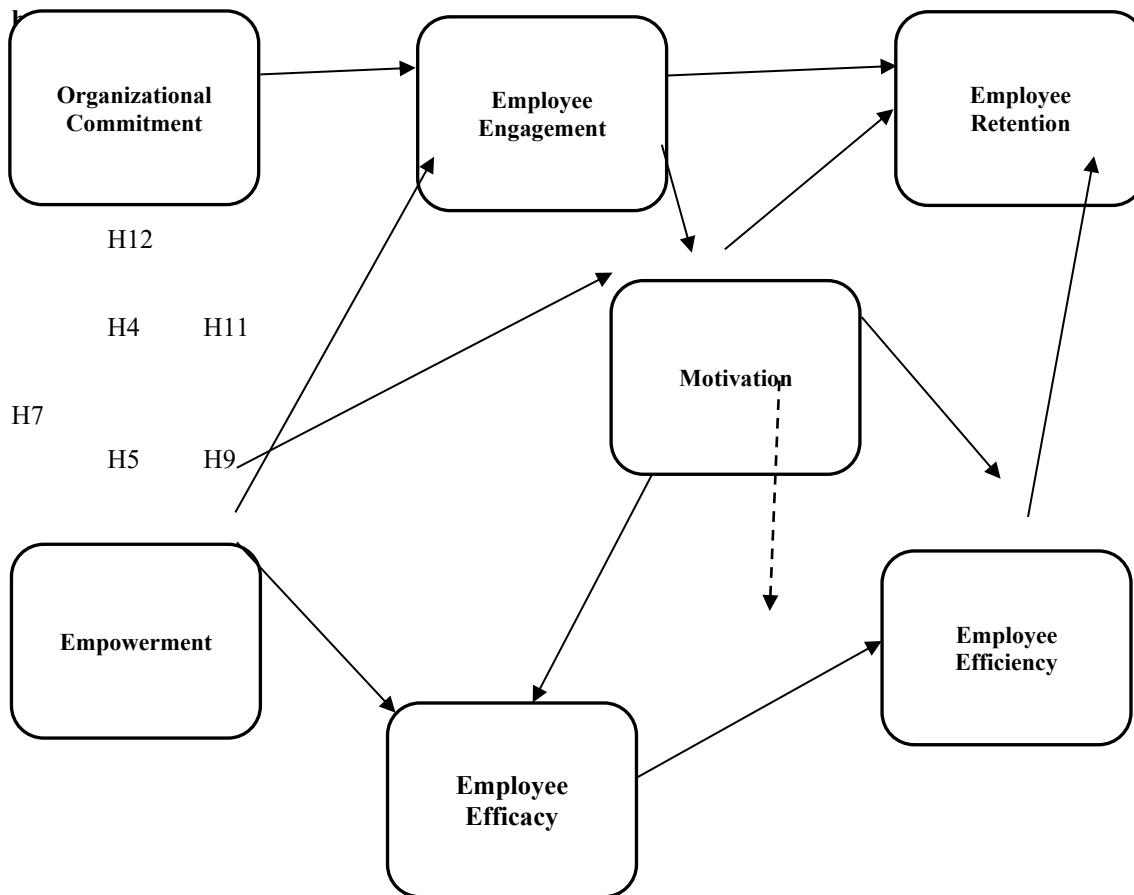 Organizational
Commitment
Employee
Engagement
Employee
Retention
H12
H4 H11
Motivation
H7
H5 H9
Empowerment
Employee
Efficiency
Employee
Efficacy